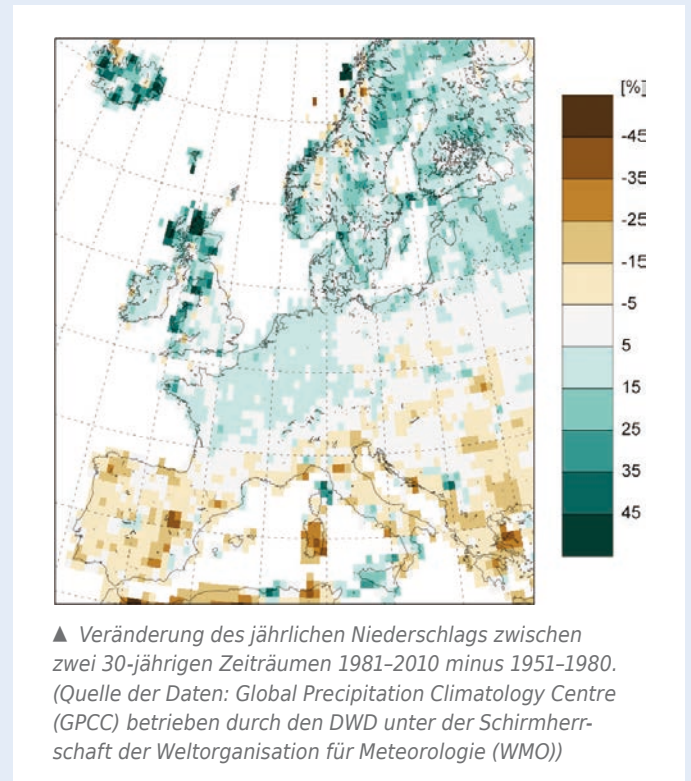 [%]
-45
-35
-25
-15
-5
5
15
25
35
45
▲ Veränderung des jährlichen Niederschlags zwischen
zwei 30-jährigen Zeiträumen 1981–2010 minus 1951–1980.
(Quelle der Daten: Global Precipitation Climatology Centre
(GPCC) betrieben durch den DWD unter der Schirmherr-
schaft der Weltorganisation für Meteorologie (WMO))